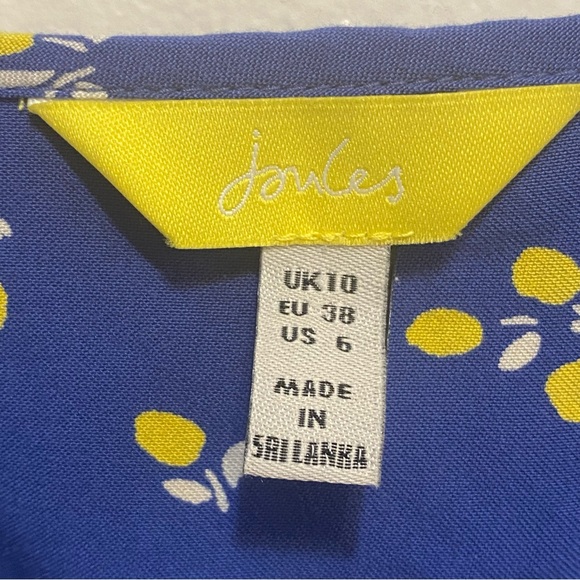 Joules
UK10
EU 38
US 6
MADE
IN
SRI LANKA